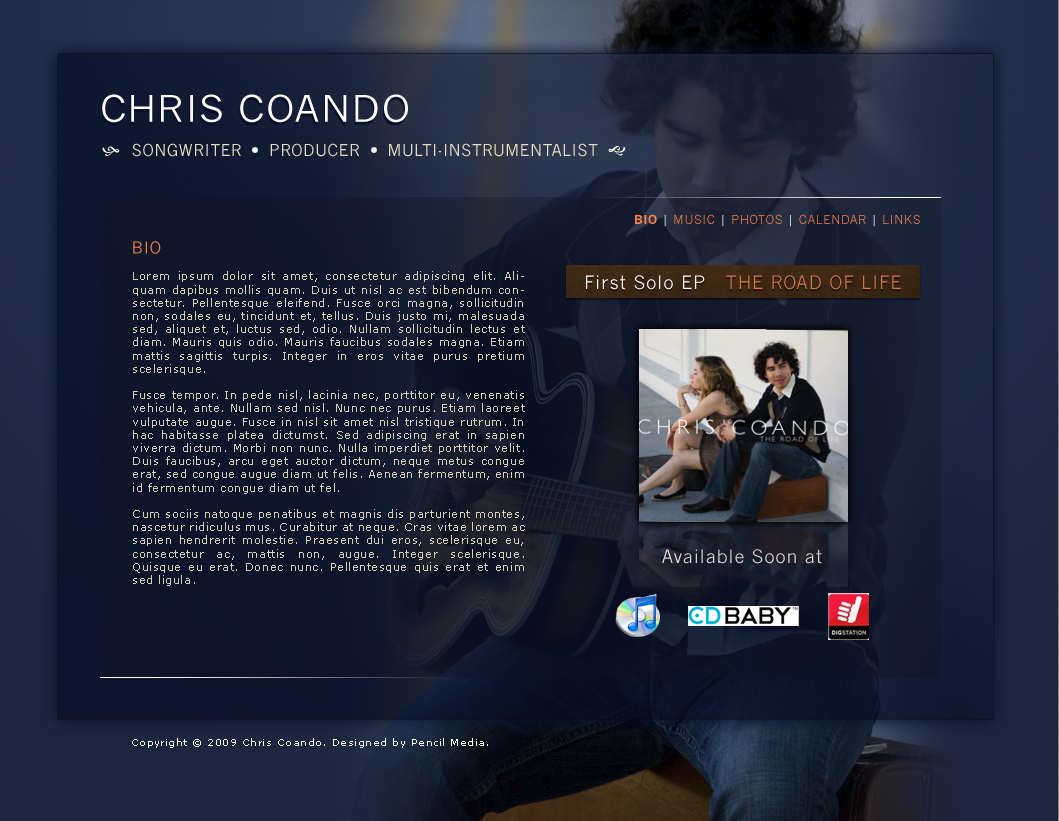 CHRIS COANDO
SONGWRITER • PRODUCER • MULTI-INSTRUMENTALIST
BIO | MUSIC | PHOTOS | CALENDAR | LINKS
BIO
Lorem ipsum dolor sit amet, consectetur adipiscing elit. Ali-
quam dapibus mollis quam. Duis ut nisl ac est bibendum con-
sectetur. Pellentesque eleifend. Fusce orci magna, sollicitudin
non, sodales eu, tincidunt et, tellus. Duis justo mi, malesuada
sed, aliquet et, luctus sed, odio. Nullam sollicitudin lectus et
diam. Mauris quis odio. Mauris faucibus sodales magna. Etiam
mattis sagittis turpis. Integer in eros vitae purus pretium
scelerisque.
Fusce tempor. In pede nisl, lacinia nec, porttitor eu, venenatis
vehicula, ante. Nullam sed nisl. Nunc nec purus. Etiam laoreet
vulputate augue. Fusce in nisl sit amet nisl tristique rutrum. In
hac habitasse platea dictumst. Sed adipiscing erat in sapien
viverra dictum. Morbi non nunc. Nulla imperdiet porttitor velit.
Duis faucibus, arcu eget auctor dictum, neque metus congue
erat, sed congue augue diam ut felis. Aenean fermentum, enim
id fermentum congue diam ut fel.
Cum sociis natoque penatibus et magnis dis parturient montes,
nascetur ridiculus mus. Curabitur at neque. Cras vitae lorem ac
sapien hendrerit molestie. Praesent dui eros, scelerisque eu,
consectetur ac, mattis non, augue. Integer scelerisque.
Quisque eu erat. Donec nunc. Pellentesque quis erat et enim
sed ligula.
First Solo EP THE ROAD OF LIFE
CHRIS COANDO
THE ROAD OF LIFE
Available Soon at
CD BABY™
DIGSTATION
Copyright © 2009 Chris Coando. Designed by Pencil Media.